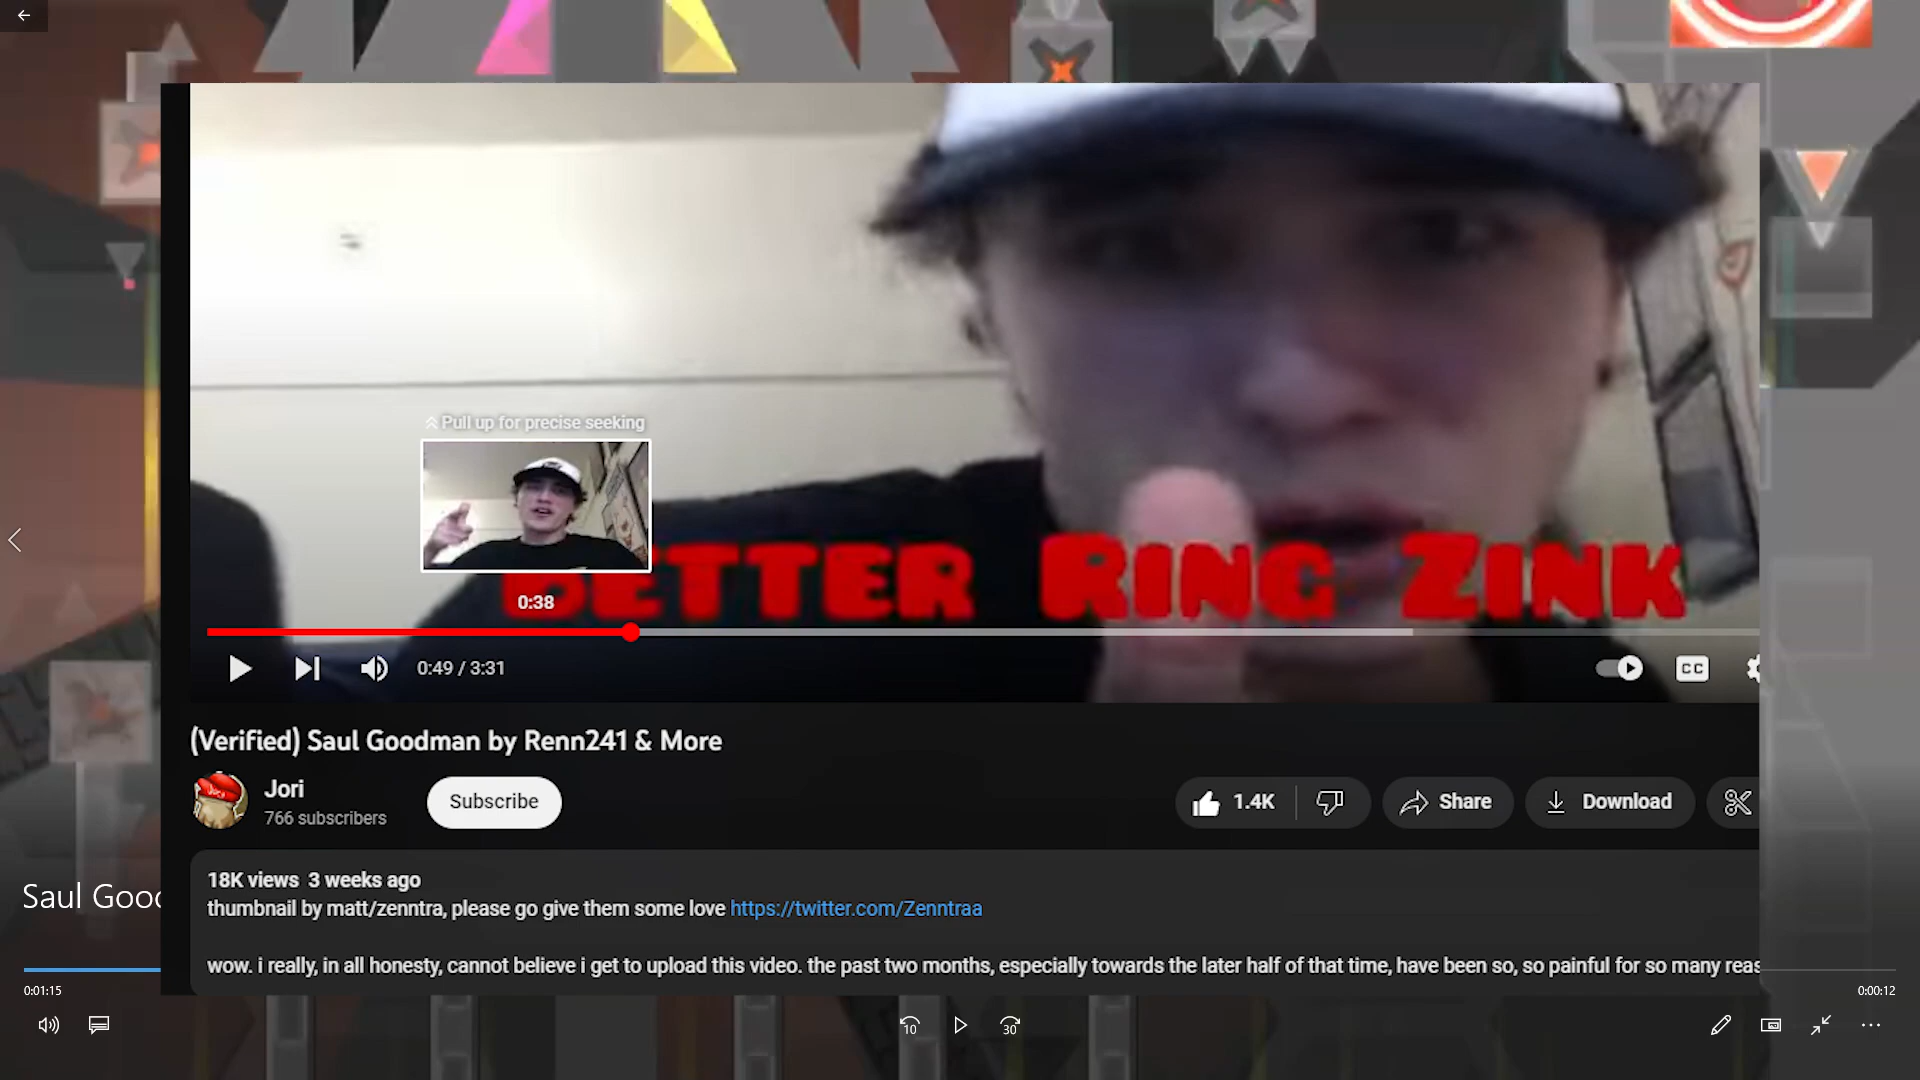 Pull up for precise seeking
BETTER RING ZINK
0:38
0:49 / 3:31
CC
(Verified) Saul Goodman by Renn241 & More
Jori
766 subscribers
Subscribe
1.4K
Share
Download
18K views 3 weeks ago
thumbnail by matt/zenntra, please go give them some love https://twitter.com/Zenntraa
Saul Good
wow. i really, in all honesty, cannot believe i get to upload this video. the past two months, especially towards the later half of that time, have been so, so painful for so many reas
0:01:15
0:00:12
10
30